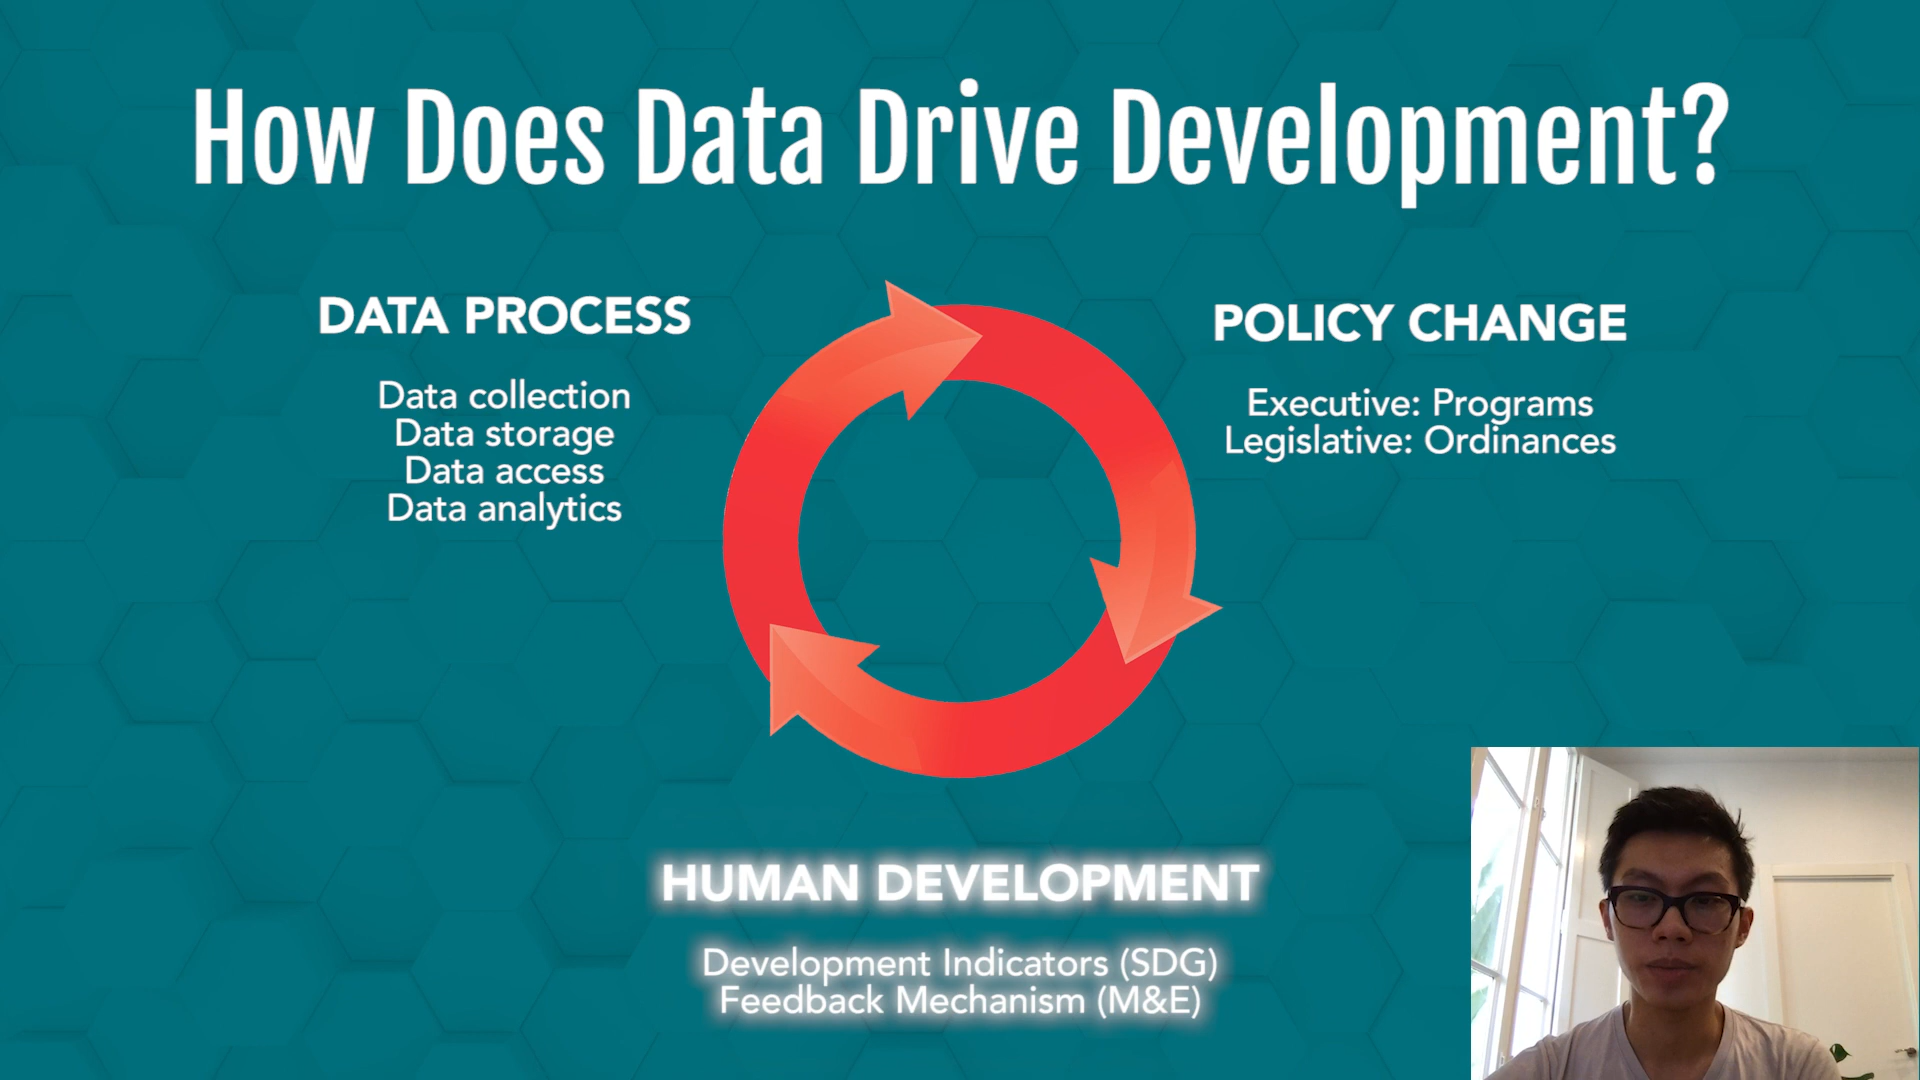 How Does Data Drive Development?
DATA PROCESS
Data collection
Data storage
Data access
Data analytics
POLICY CHANGE
Executive: Programs
Legislative: Ordinances
HUMAN DEVELOPMENT
Development Indicators (SDG)
Feedback Mechanism (M&E)